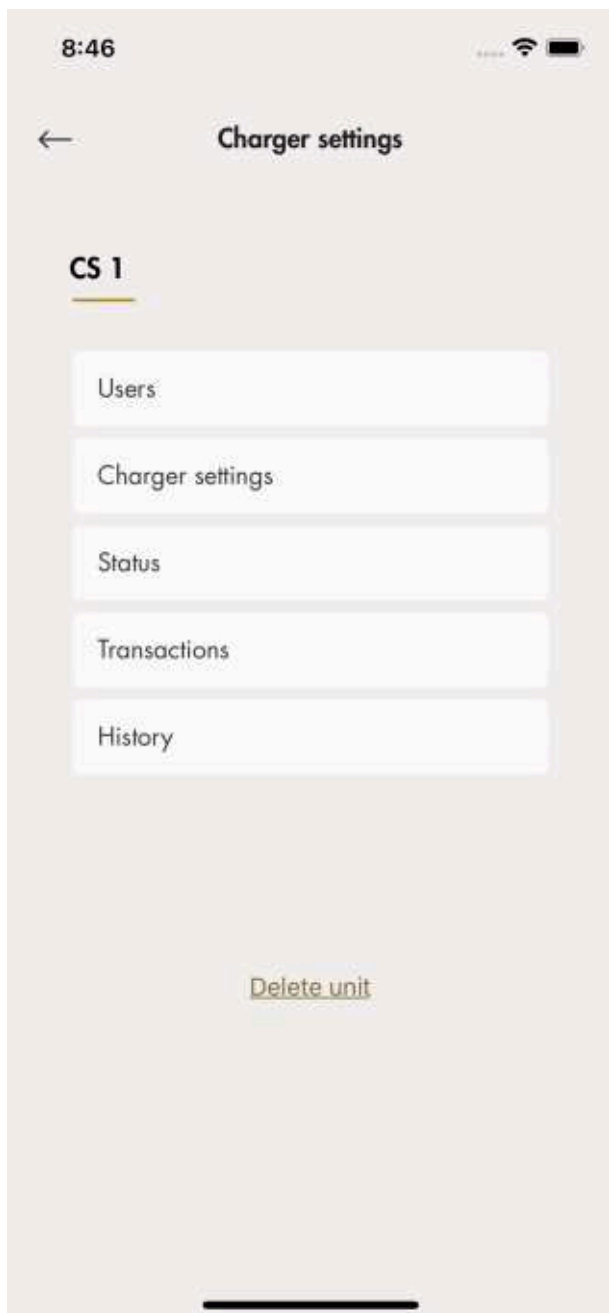 8:46
Charger settings
CS 1
Users
Charger settings
Status
Transactions
History
Delete unit